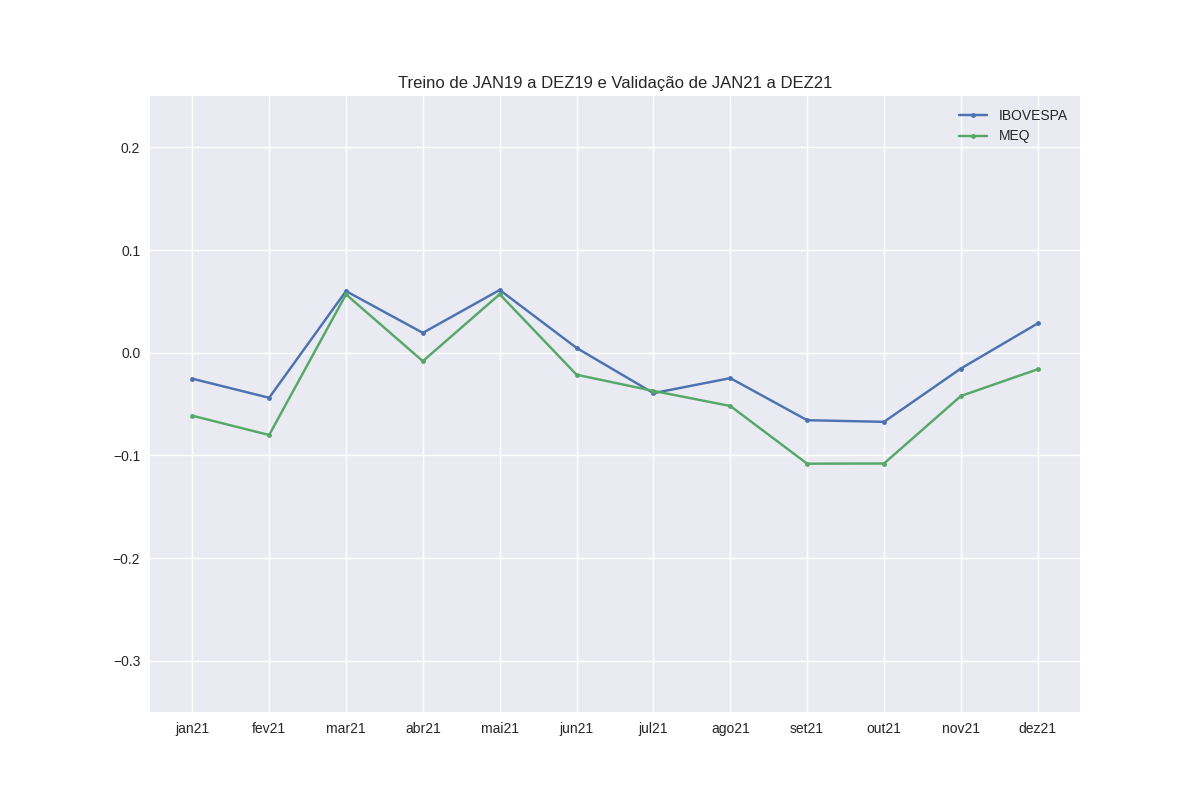 Treino de JAN19 a DEZ19 e Validação de JAN21 a DEZ21
IBOVESPA
MEQ
0.2
0.1
0.0
−0.1
−0.2
−0.3
jan21 fev21 mar21 abr21 mai21 jun21 jul21 ago21 set21 out21 nov21 dez21